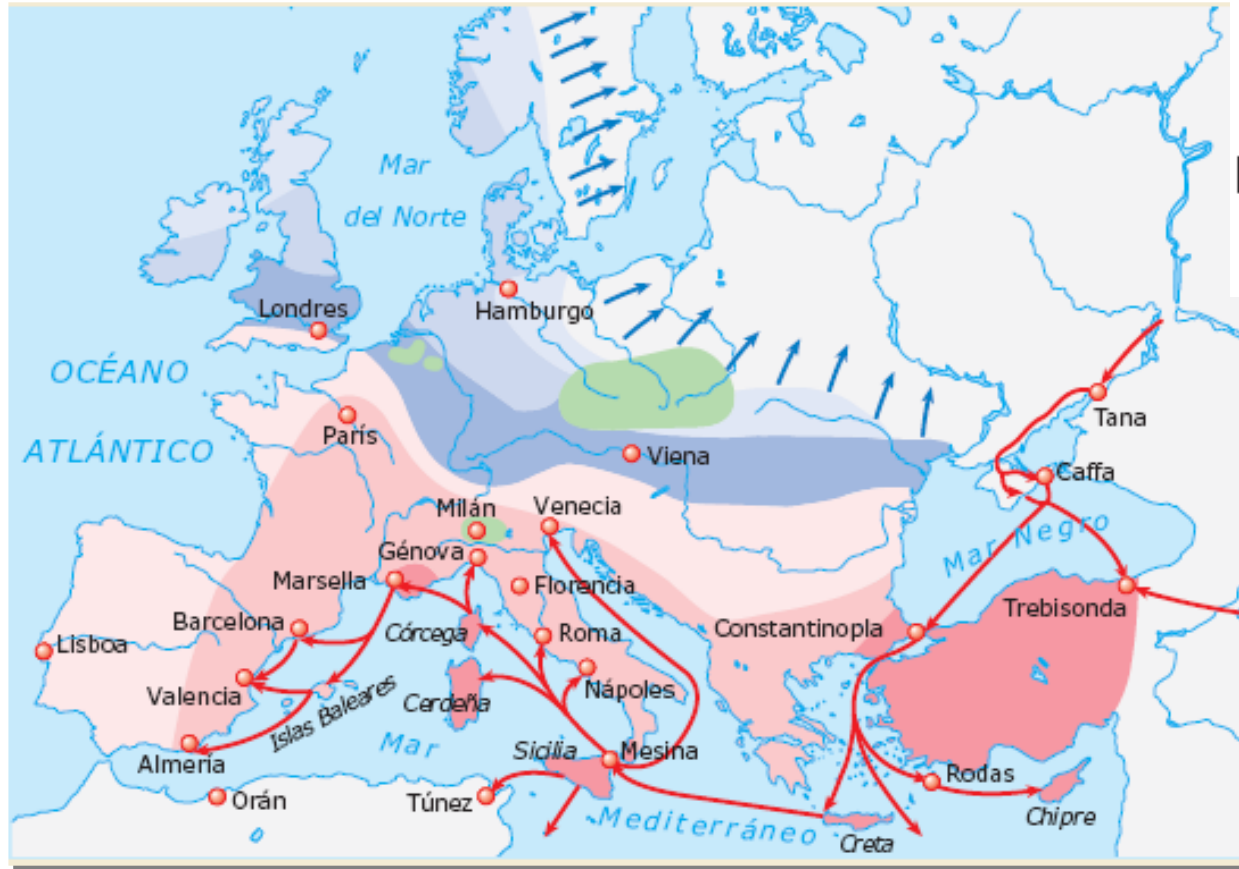 Mar
del Norte
Londres
Hamburgo
OCÉANO
ATLÁNTICO
París
Viena
Tana
Caffa
Milán
Venecia
Génova
Mar Negro
Marsella
Florencia
Trebisonda
Barcelona
Córcega
Roma
Constantinopla
Lisboa
Valencia
Islas Baleares
Cerdeña
Nápoles
Mar
Sicilia
Mesina
Almería
Rodas
Orán
Túnez
Mediterráneo
Creta
Chipre